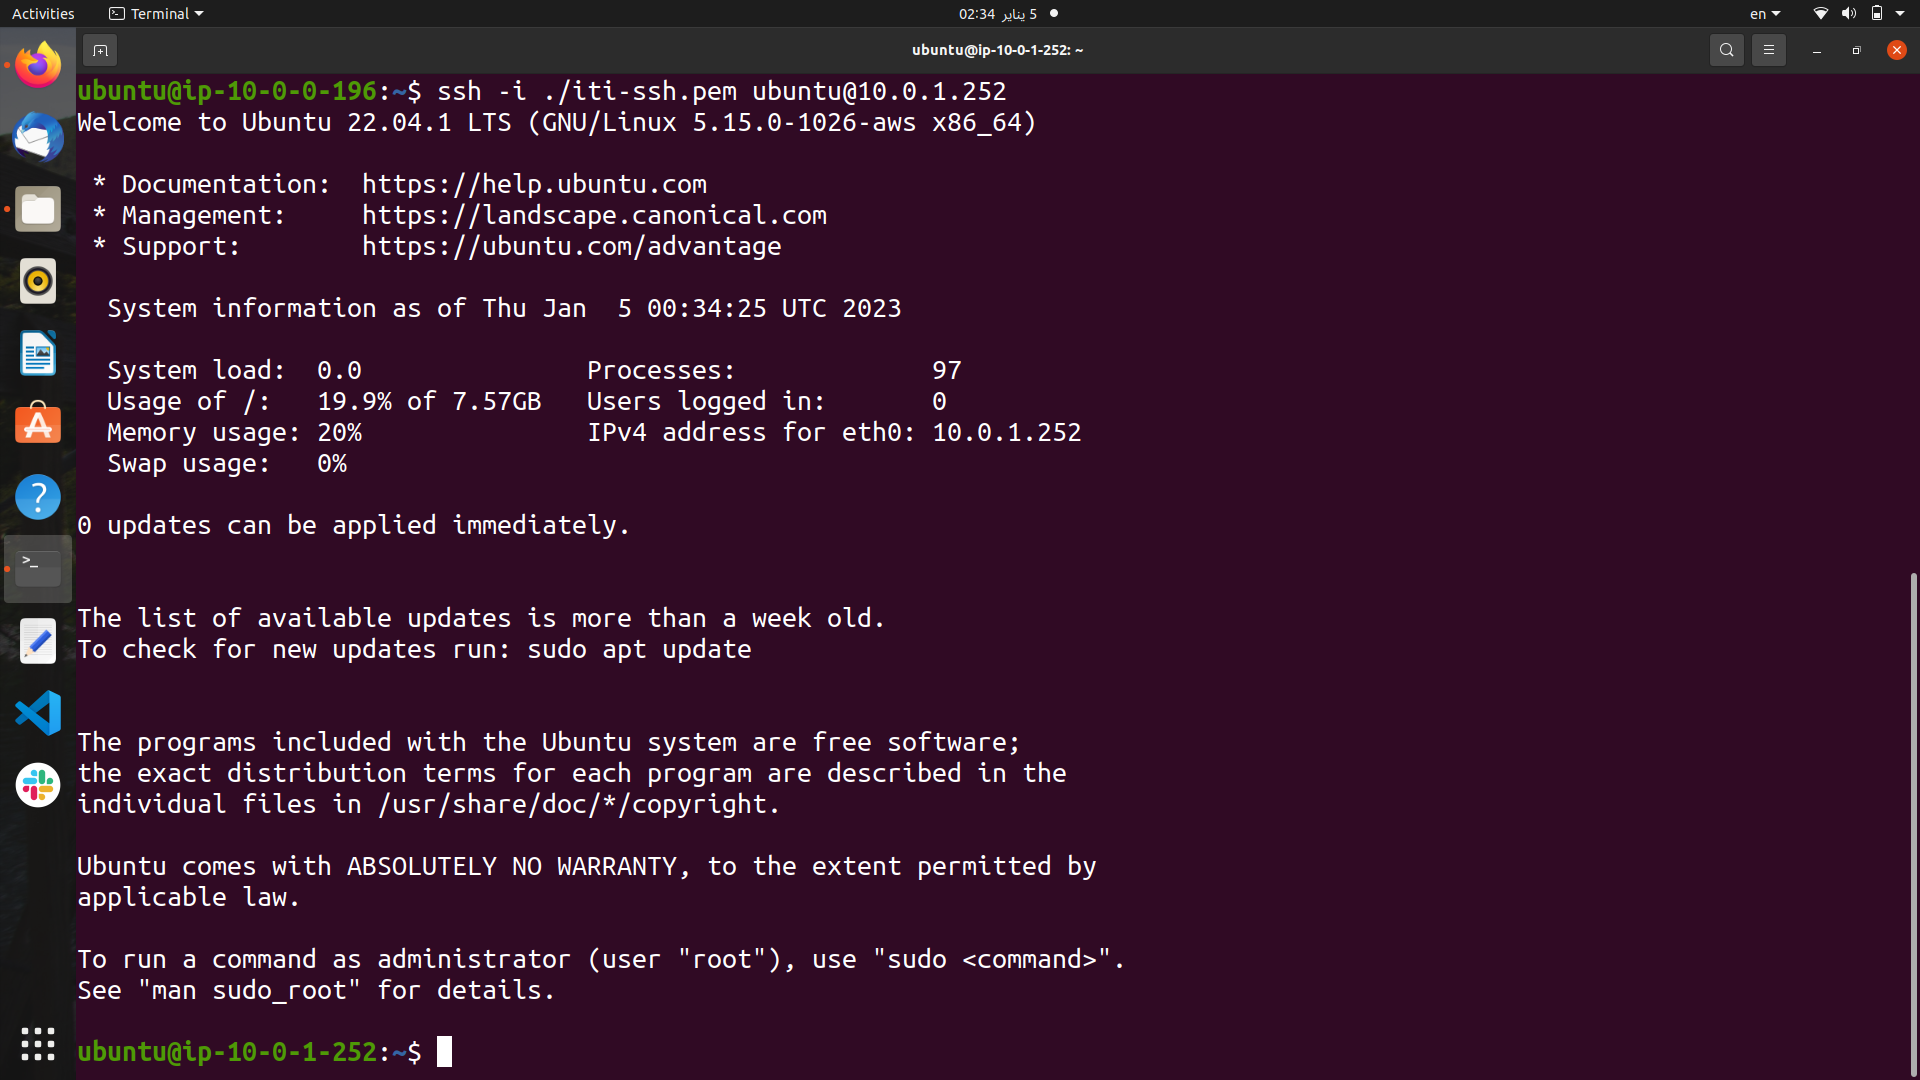 Activities Terminal 02:34 5 يناير en
ubuntu@ip-10-0-1-252: ~
ubuntu@ip-10-0-0-196:~$ ssh -i ./iti-ssh.pem ubuntu@10.0.1.252
Welcome to Ubuntu 22.04.1 LTS (GNU/Linux 5.15.0-1026-aws x86_64)
* Documentation: https://help.ubuntu.com
* Management: https://landscape.canonical.com
* Support: https://ubuntu.com/advantage
System information as of Thu Jan 5 00:34:25 UTC 2023
System load: 0.0 Processes: 97
Usage of /: 19.9% of 7.57GB Users logged in: 0
Memory usage: 20% IPv4 address for eth0: 10.0.1.252
Swap usage: 0%
0 updates can be applied immediately.
The list of available updates is more than a week old.
To check for new updates run: sudo apt update
The programs included with the Ubuntu system are free software;
the exact distribution terms for each program are described in the
individual files in /usr/share/doc/*/copyright.
Ubuntu comes with ABSOLUTELY NO WARRANTY, to the extent permitted by
applicable law.
To run a command as administrator (user "root"), use "sudo <command>".
See "man sudo_root" for details.
ubuntu@ip-10-0-1-252:~$